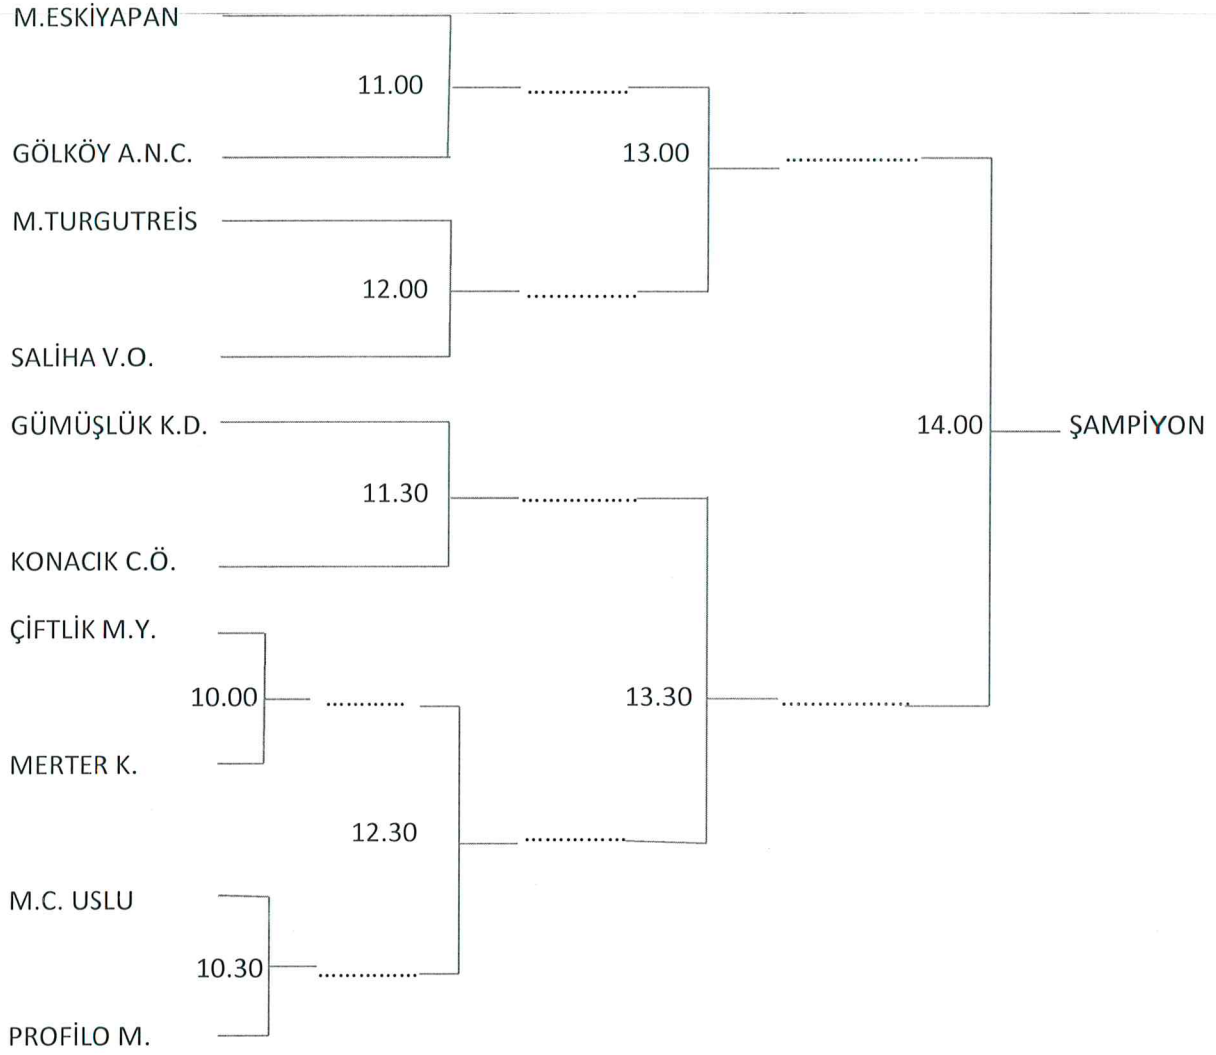 M.ESKİYAPAN
11.00 ...............
GÖLKÖY A.N.C.
13.00 ...................
M.TURGUTREİS
12.00 ................
SALİHA V.O.
GÜMÜŞLÜK K.D.
14.00 ŞAMPİYON
11.30 .................
KONACIK C.Ö.
ÇİFTLİK M.Y.
10.00 ............
13.30 ...................
MERTER K.
12.30 ...............
M.C. USLU
10.30 ...............
PROFİLO M.